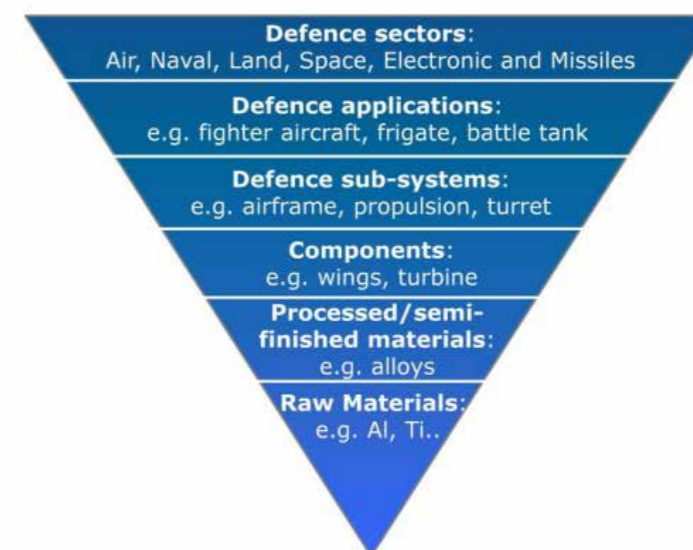 Defence sectors:
Air, Naval, Land, Space, Electronic and Missiles
Defence applications:
e.g. fighter aircraft, frigate, battle tank
Defence sub-systems:
e.g. airframe, propulsion, turret
Components:
e.g. wings, turbine
Processed/semi-
finished materials:
e.g. alloys
Raw Materials:
e.g. Al, Ti..